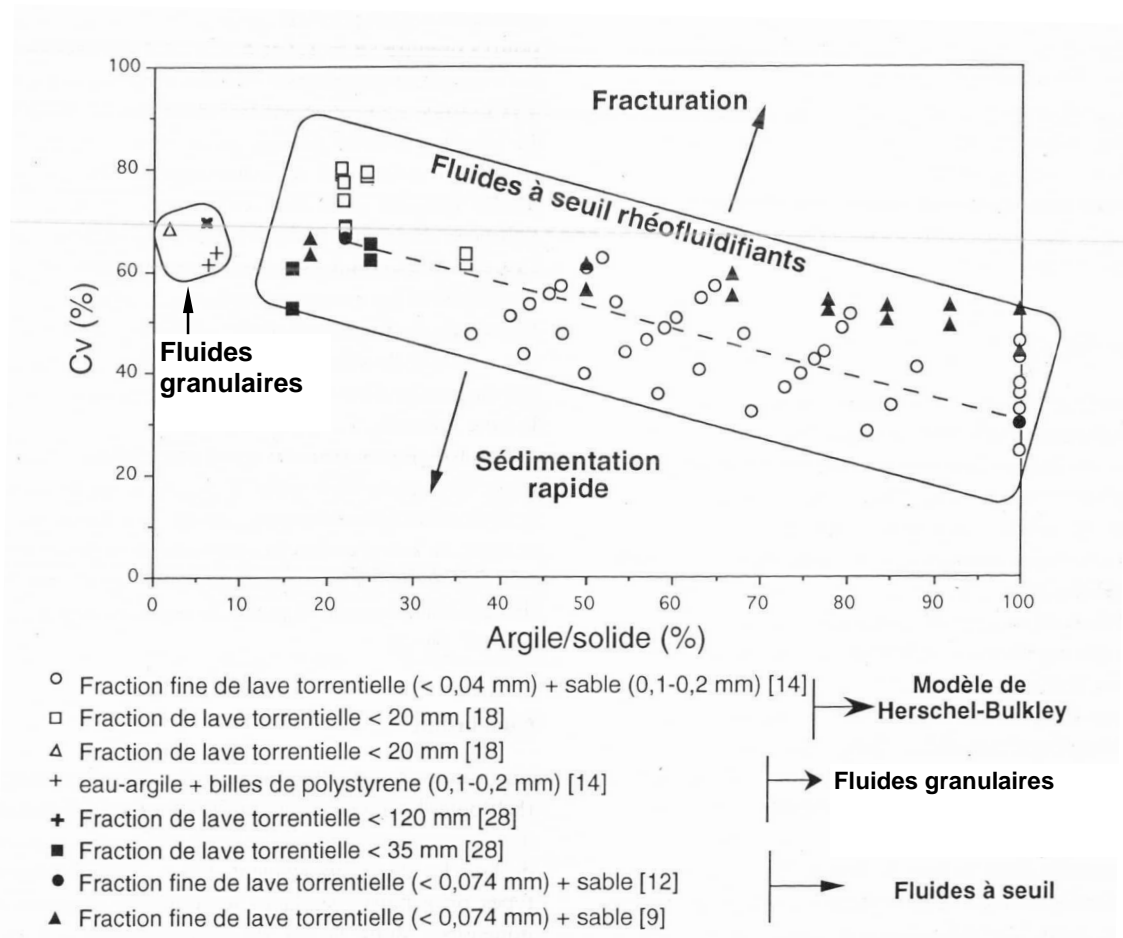 100
80
60
40
20
0
Cv (%)
Fracturation
Fluides à seuil rhéofluidifiants
Fluides
granulaires
Sédimentation
rapide
0 10 20 30 40 50 60 70 80 90 100
Argile/solide (%)
Fraction fine de lave torrentielle (< 0,04 mm) + sable (0,1-0,2 mm) [14]
Fraction de lave torrentielle < 20 mm [18]
Fraction de lave torrentielle < 20 mm [18]
eau-argile + billes de polystyrene (0,1-0,2 mm) [14]
Fraction de lave torrentielle < 120 mm [28]
Fraction de lave torrentielle < 35 mm [28]
Fraction fine de lave torrentielle (< 0,074 mm) + sable [12]
Fraction fine de lave torrentielle (< 0,074 mm) + sable [9]
Modèle de
Herschel-Bulkley
Fluides granulaires
Fluides à seuil